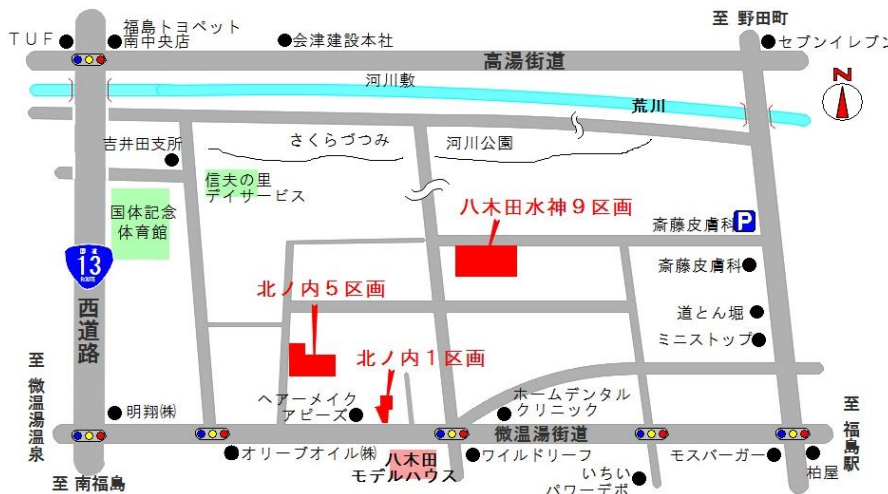 至 野田町
福島トヨペット
南中央店
TUF
会津建設本社
セブンイレブン
高湯街道
河川敷
荒川
N
吉井田支所
さくらづつみ
河川公園
信夫の里
デイサービス
国体記念
体育館
八木田水神9区画
斎藤皮膚科
P
国道
13
ROUTE
斎藤皮膚科
北ノ内5区画
西道路
道とん堀
ミニストップ
北ノ内1区画
至 微温湯温泉
明翔㈱
ヘアーメイク
アピーズ
ホームデンタル
クリニック
微温湯街道
至 福島駅
オリーブオイル㈱
八木田
モデルハウス
ワイルドリーフ
モスバーガー
柏屋
いちい
パワーデポ
至 南福島